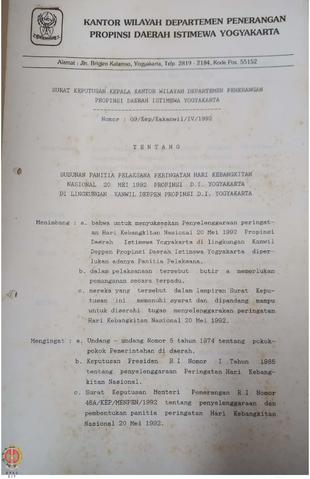 KANTOR WILAYAH DEPARTEMEN PENERANGAN
PROPINSI DAERAH ISTIMEWA YOGYAKARTA
Alamat : Jln. Brigjen Katamso, Yogyakarta, Telp. 2819 - 2184, Kode Pos. 55152
SURAT KEPUTUSAN KEPALA KANTOR WILAYAH DEPARTEMEN PENERANGAN
PROPINSI DAERAH ISTIMEWA YOGYAKARTA
Nomor : 09/Kep/Kakanwil/IV/1992
T E N T A N G
SUSUNAN PANITIA PELAKSANA PERINGATAN HARI KEBANGKITAN
NASIONAL 20 MEI 1992 PROPINSI D.I. YOGYAKARTA
DI LINGKUNGAN KANWIL DEPPEN PROPINSI D.I. YOGYAKARTA
Menimbang : a. bahwa untuk menyukseskan Penyelenggaraan peringat-
an Hari Kebangkitan Nasional 20 Mei 1992 Propinsi
Daerah Istimewa Yogyakarta di lingkungan Kanwil
Deppen Propinsi Daerah Istimewa Yogyakarta diper-
lukan adanya Panitia Pelaksana.
b. dalam pelaksanaan tersebut butir a memerlukan
penanganan secara terpadu.
c. mereka yang tersebut dalam lampiran Surat Kepu-
tusan ini memenuhi syarat dan dipandang mampu
untuk diserahi tugas menyelenggarakan peringatan
Hari Kebangkitan Nasional 20 Mei 1992.
Mengingat : a. Undang - undang Nomor 5 tahun 1974 tentang pokok-
pokok Pemerintahan di daerah.
b. Keputusan Presiden R I Nomor 1 Tahun 1985
tentang penyelenggaraan Peringatan Hari Kebang-
kitan Nasional.
c. Surat Keputusan Menteri Penerangan R I Nomor
48A/KEP/MENPEN/1992 tentang penyelenggaraan dan
pembentukan panitia peringatan Hari Kebangkitan
Nasional 20 Mei 1992.